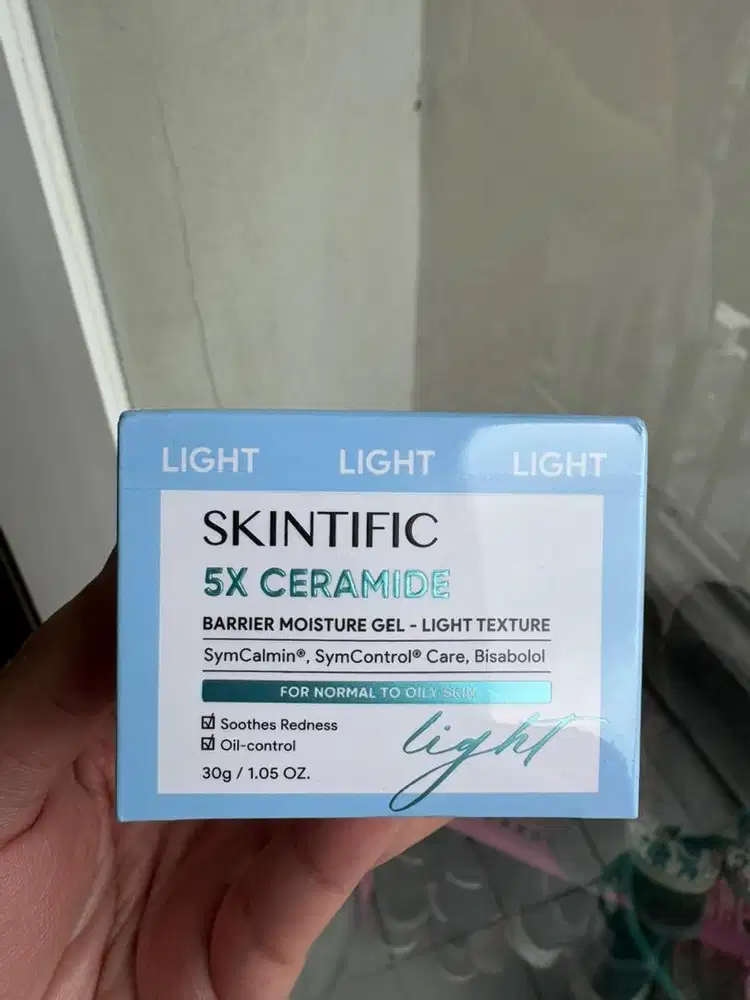 LIGHT LIGHT LIGHT
SKINTIFIC
5X CERAMIDE
BARRIER MOISTURE GEL - LIGHT TEXTURE
SymCalmin®, SymControl® Care, Bisabolol
FOR NORMAL TO OILY SKIN
Soothes Redness
Oil-control
light
30g / 1.05 OZ.